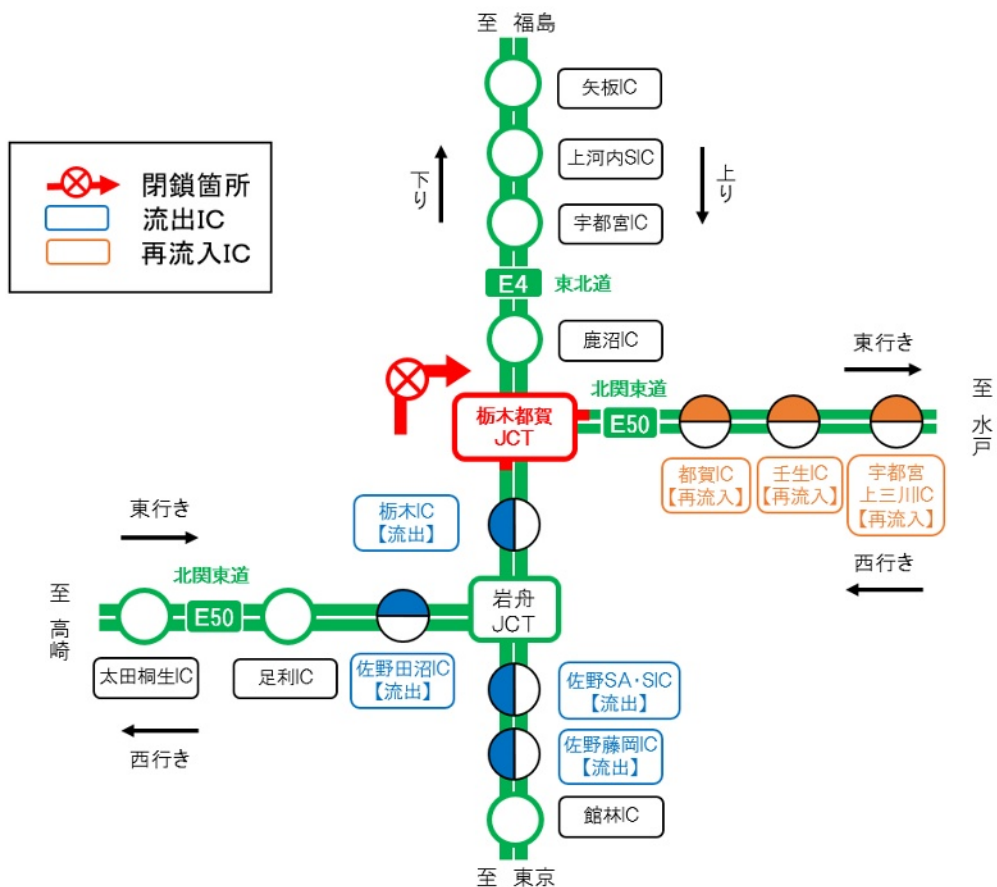 至 福島
矢板IC
上河内SIC
下り
上り
宇都宮IC
閉鎖箇所
流出IC
再流入IC
E4
東北道
鹿沼IC
東行き
北関東道
至 水戸
栃木都賀
JCT
E50
都賀IC
【再流入】
壬生IC
【再流入】
宇都宮
上三川IC
【再流入】
東行き
栃木IC
【流出】
西行き
北関東道
至 高崎
E50
岩舟
JCT
太田桐生IC
足利IC
佐野田沼IC
【流出】
佐野SA・SIC
【流出】
西行き
佐野藤岡IC
【流出】
館林IC
至 東京